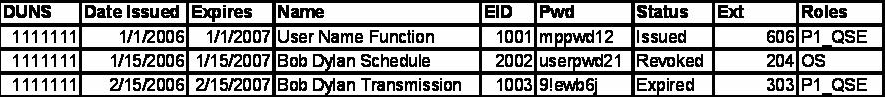 DUNS Date Issued Expires Name EID Pwd Status Ext Roles
1111111 1/1/2006 1/1/2007 User Name Function 1001 mppwd12 Issued 606 P1_QSE
1111111 1/15/2006 1/15/2007 Bob Dylan Schedule 2002 userpwd21 Revoked 204 OS
1111111 2/15/2006 2/15/2007 Bob Dylan Transmission 1003 9!ewb6j Expired 303 P1_QSE